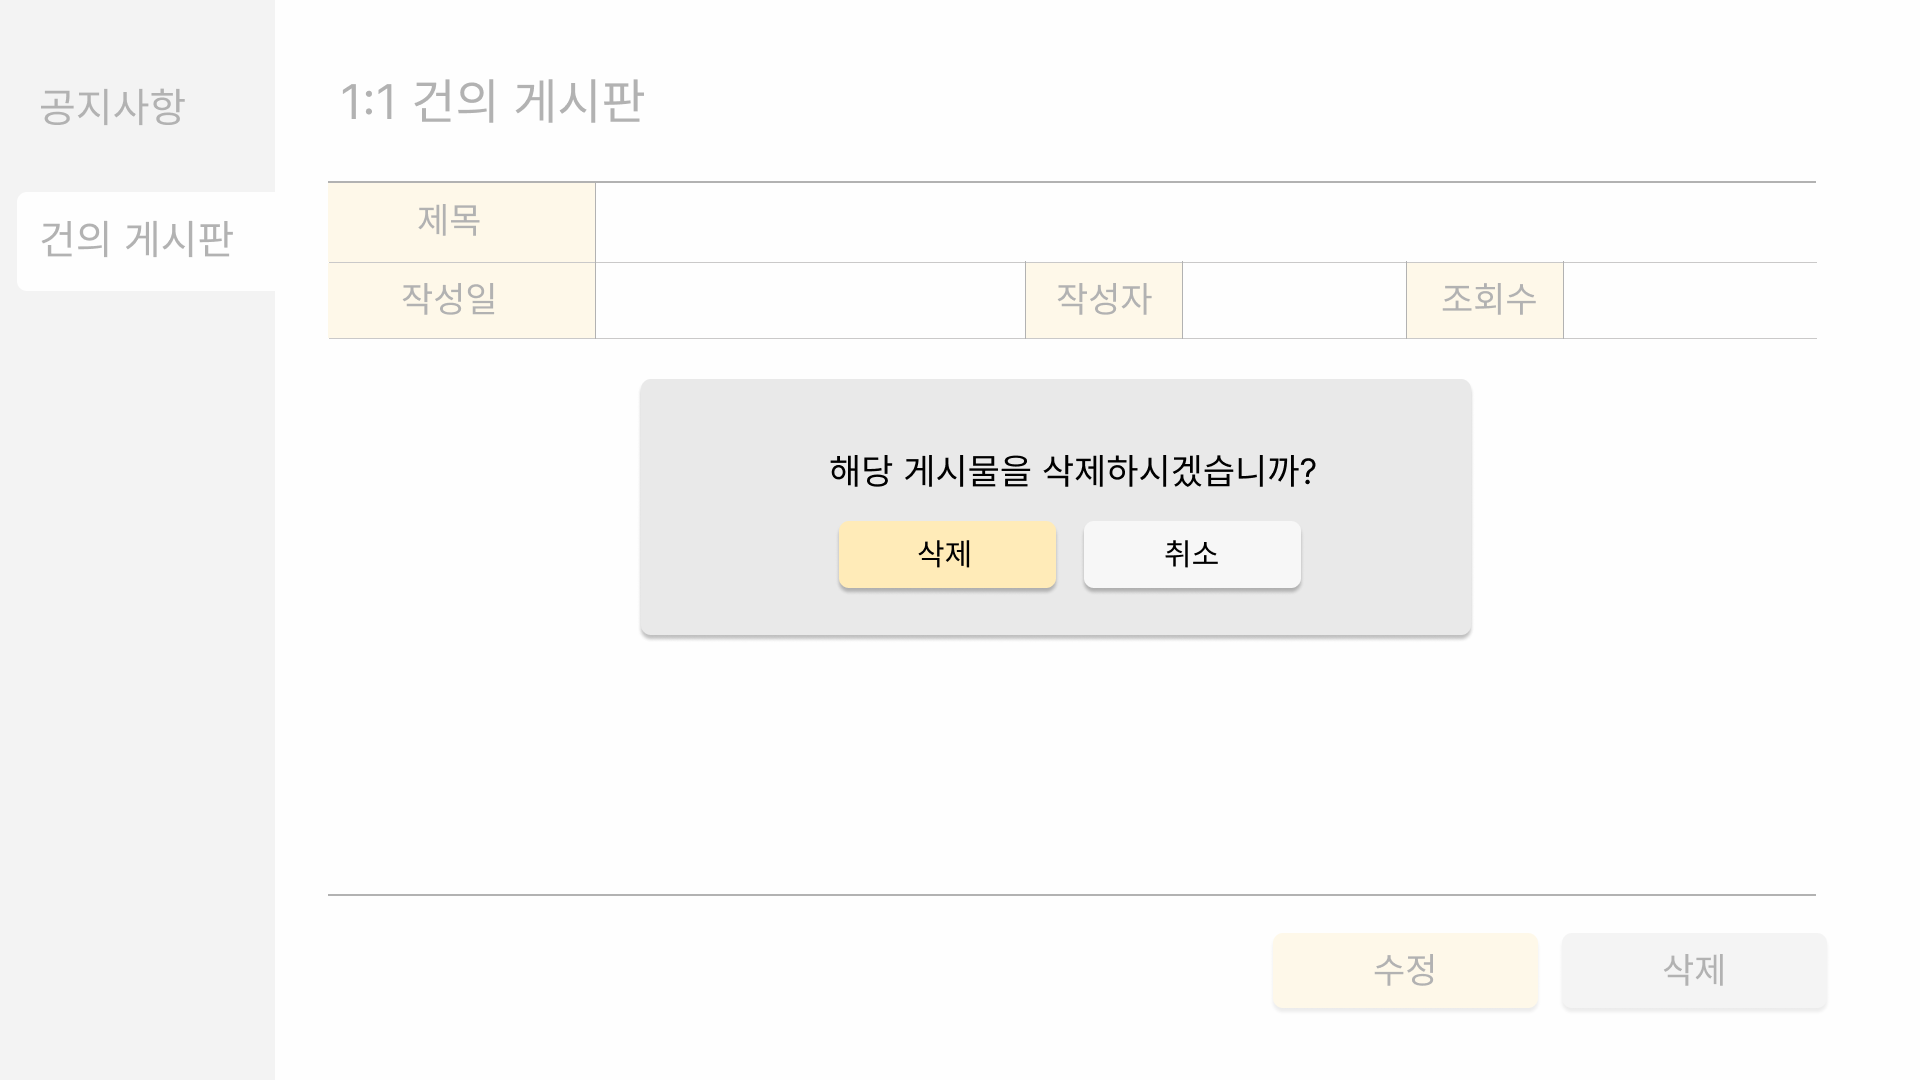 공지사항
건의 게시판
1:1 건의 게시판
제목
작성일 작성자 조회수
해당 게시물을 삭제하시겠습니까?
삭제 취소
수정 삭제